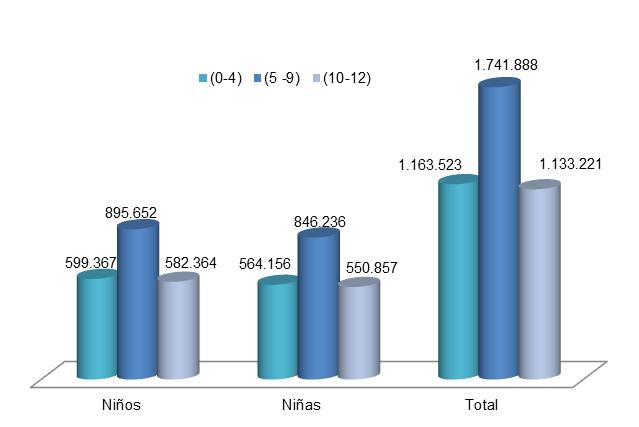 (0-4) (5 -9) (10-12)
1.741.888
1.163.523 1.133.221
895.652 846.236
599.367 582.364 564.156 550.857
Niños Niñas Total